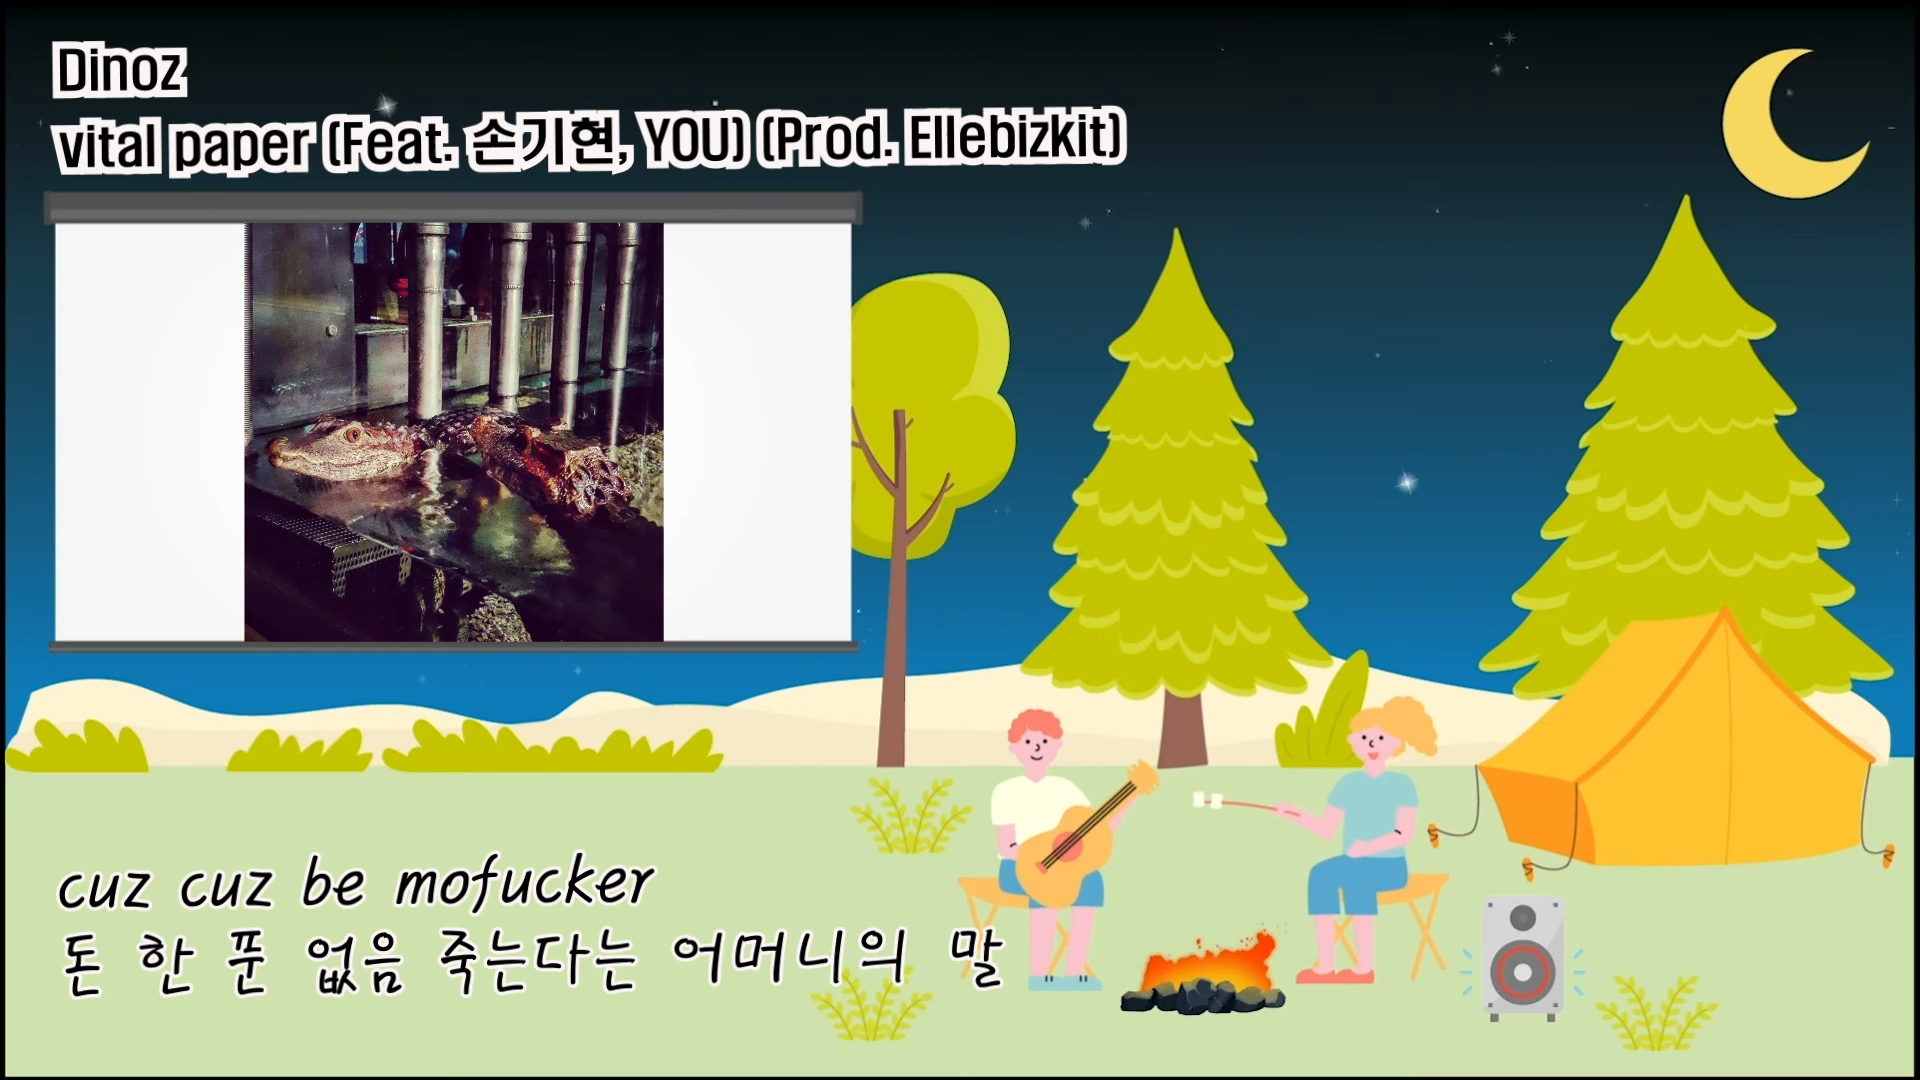 Dinoz
vital paper (Feat. 손기현, YOU) (Prod. Ellebizkit)
cuz cuz be mofucker
돈 한 푼 없음 죽는다는 어머니의 말